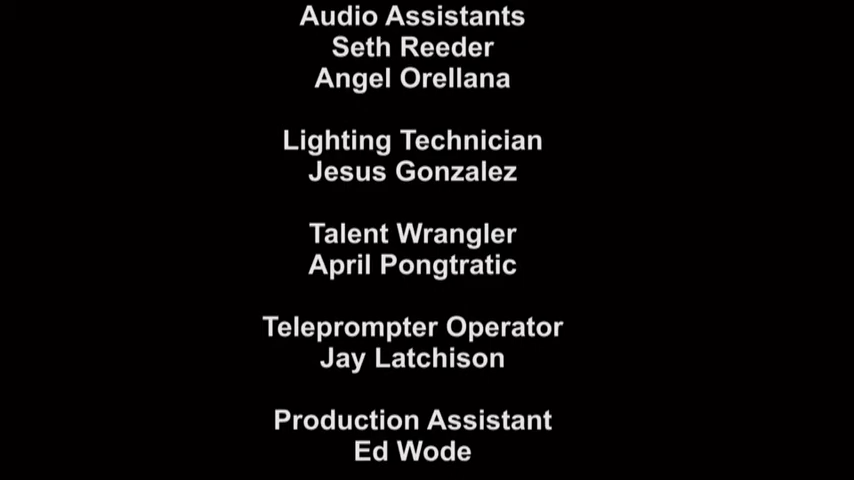 Audio Assistants
Seth Reeder
Angel Orellana
Lighting Technician
Jesus Gonzalez
Talent Wrangler
April Pongtratic
Teleprompter Operator
Jay Latchison
Production Assistant
Ed Wode